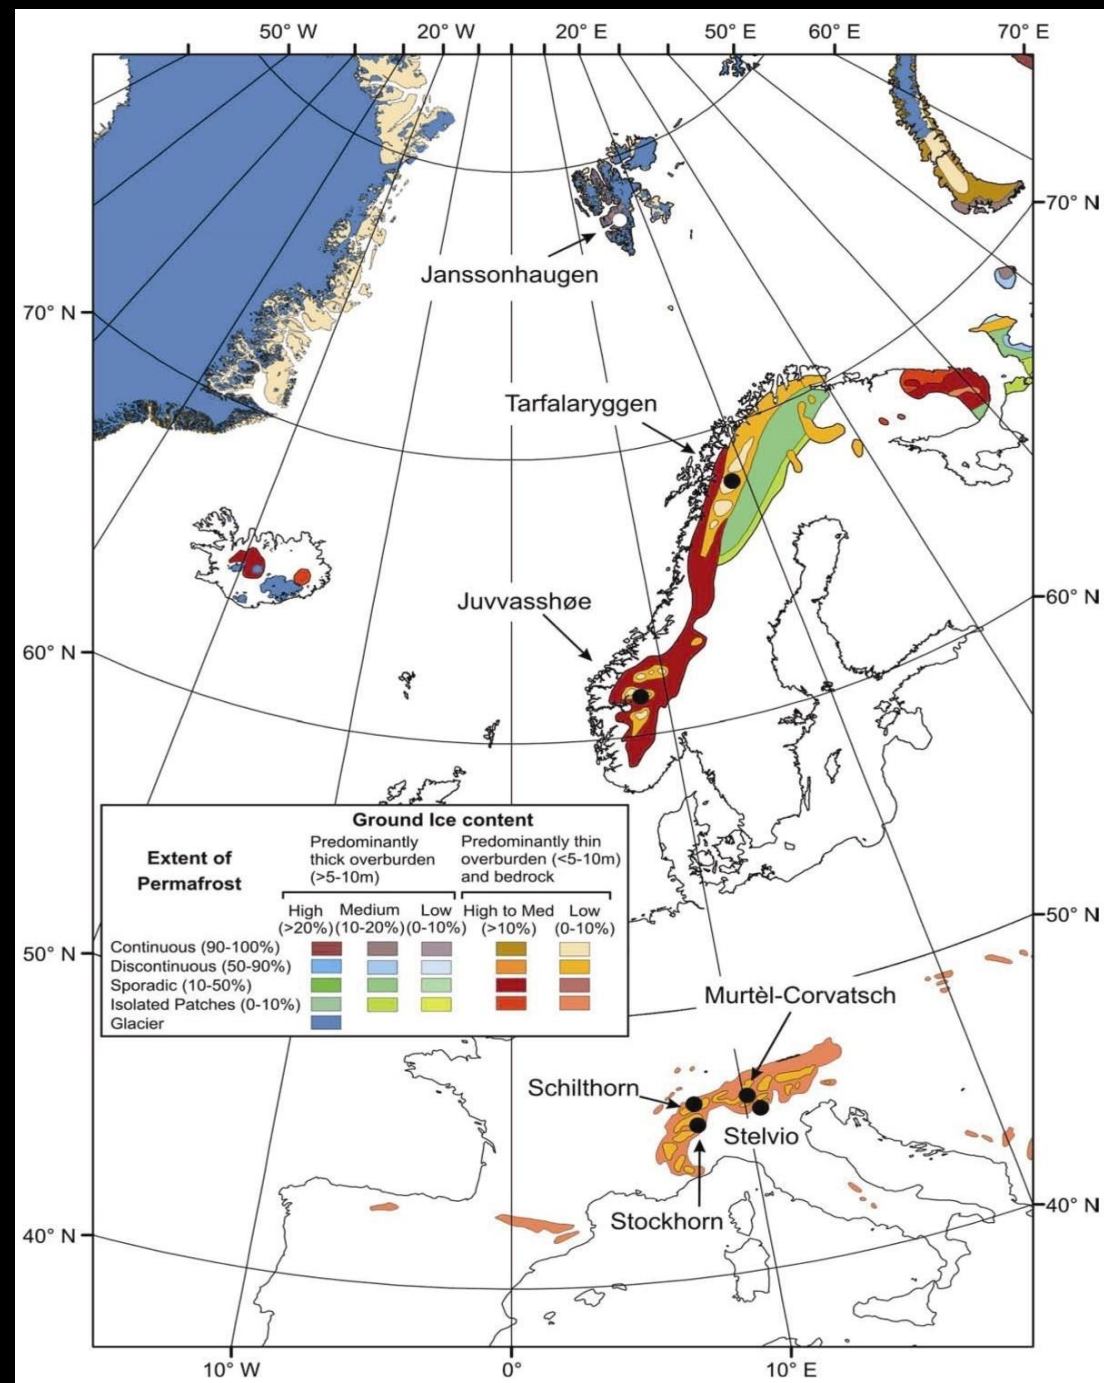 50° W 20° W 20° E 50° E 60° E 70° E
70° N
Janssonhaugen
70° N
Tarfalaryggen
Juvvasshøe
60° N
60° N
Ground Ice content
Extent of
Permafrost
Predominantly
thick overburden
(>5-10m)
Predominantly thin
overburden (<5-10m)
and bedrock
High Medium Low High to Med Low
(>20%) (10-20%) (0-10%) (>10%) (0-10%)
Continuous (90-100%)
Discontinuous (50-90%)
Sporadic (10-50%)
Isolated Patches (0-10%)
Glacier
50° N
50° N
Murtèl-Corvatsch
Schilthorn
Stelvio
Stockhorn
40° N
40° N
10° W 0° 10° E